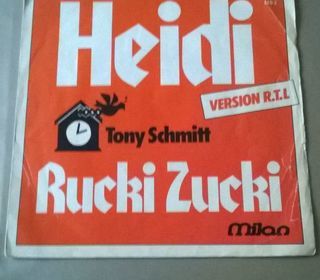 Heidi
VERSION R.T.L
Tony Schmitt
Rucki Zucki
Milan